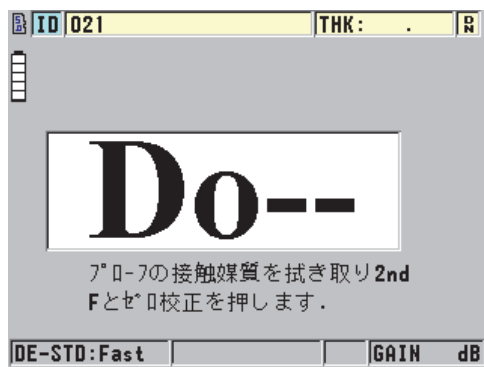 ID 021 THK: .
Do--
プローブの接触媒質を拭き取り2nd
Fとゼロ校正を押します.
DE-STD:Fast GAIN dB